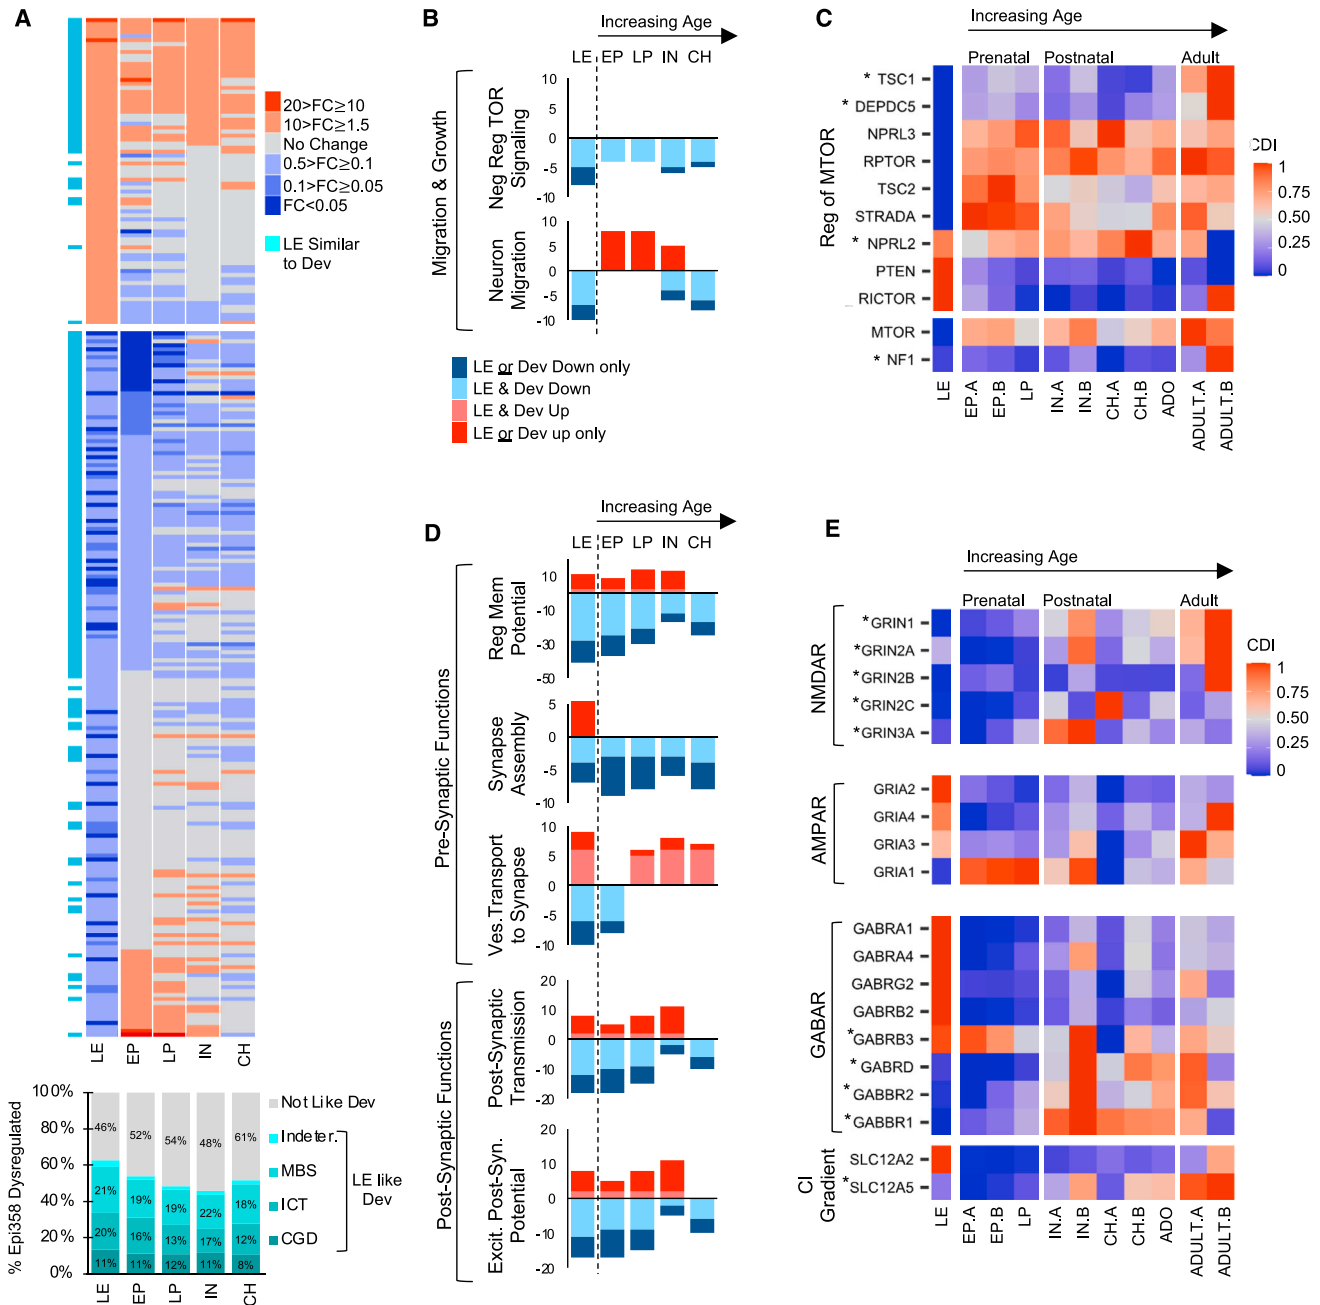 A
20>FC≥10
10>FC≥1.5
No Change
0.5>FC≥0.1
0.1>FC≥0.05
FC<0.05
LE Similar
to Dev
LE
EP
LP
IN
CH
% Epi358 Dysregulated
100%
80%
60%
40%
20%
0%
46%
52%
54%
48%
61%
21%
19%
19%
22%
18%
20%
16%
13%
17%
12%
11%
11%
12%
11%
8%
LE
EP
LP
IN
CH
Not Like Dev
Indeter.
MBS
ICT
CGD
LE like
Dev
B
Increasing Age
LE EP LP IN CH
Migration & Growth
Neg Reg TOR
Signaling
10
5
0
-5
-10
Neuron
Migration
5
0
-5
-10
LE or Dev Down only
LE & Dev Down
LE & Dev Up
LE or Dev up only
C
Increasing Age
Prenatal
Postnatal
Adult
Reg of MTOR
* TSC1
* DEPDC5
NPRL3
RPTOR
TSC2
STRADA
* NPRL2
PTEN
RICTOR
MTOR
* NF1
LE
EP.A
EP.B
LP
IN.A
IN.B
CH.A
CH.B
ADO
ADULT.A
ADULT.B
CDI
1
0.75
0.50
0.25
0
D
Increasing Age
LE EP LP IN CH
Pre-Synaptic Functions
Reg Mem
Potential
10
-10
-30
-50
Synapse
Assembly
5
0
-5
-10
Ves.Transport
to Synapse
10
5
0
-5
-10
Post-Synaptic Functions
Post-Synaptic
Transmission
20
10
0
-10
-20
Excit. Post-Syn.
Potential
20
10
0
-10
-20
E
Increasing Age
Prenatal
Postnatal
Adult
NMDAR
*GRIN1
*GRIN2A
*GRIN2B
*GRIN2C
*GRIN3A
AMPAR
GRIA2
GRIA4
GRIA3
GRIA1
GABAR
GABRA1
GABRA4
GABRG2
GABRB2
*GABRB3
*GABRD
*GABBR2
*GABBR1
Cl
Gradient
SLC12A2
*SLC12A5
LE
EP.A
EP.B
LP
IN.A
IN.B
CH.A
CH.B
ADO
ADULT.A
ADULT.B
CDI
1
0.75
0.50
0.25
0